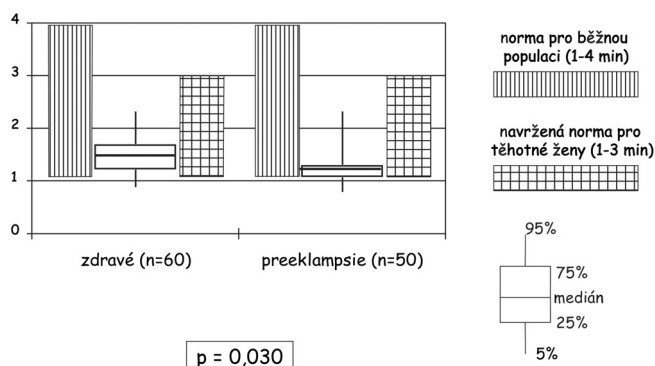 4
3
2
1
0
zdravé (n=60)
preeklampsie (n=50)
p = 0,030
norma pro běžnou
populaci (1-4 min)
navržená norma pro
těhotné ženy (1-3 min)
95%
75%
medián
25%
5%